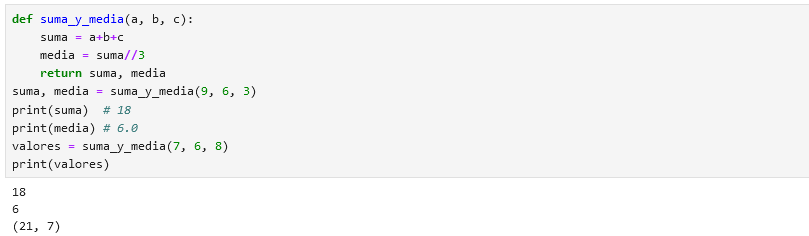 def suma_y_media(a, b, c):
    suma = a+b+c
    media = suma//3
    return suma, media
suma, media = suma_y_media(9, 6, 3)
print(suma)  # 18
print(media) # 6.0
valores = suma_y_media(7, 6, 8)
print(valores)
18
6
(21, 7)